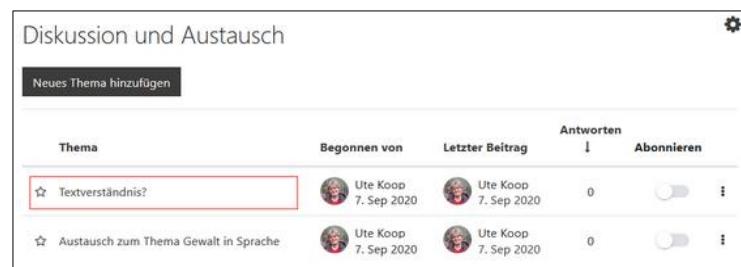 Diskussion und Austausch
Neues Thema hinzufügen
Thema Begonnen von Letzter Beitrag Antworten ↓ Abonnieren
Textverständnis? Ute Koop Ute Koop 0
7. Sep 2020 7. Sep 2020
Austausch zum Thema Gewalt in Sprache Ute Koop Ute Koop 0
7. Sep 2020 7. Sep 2020